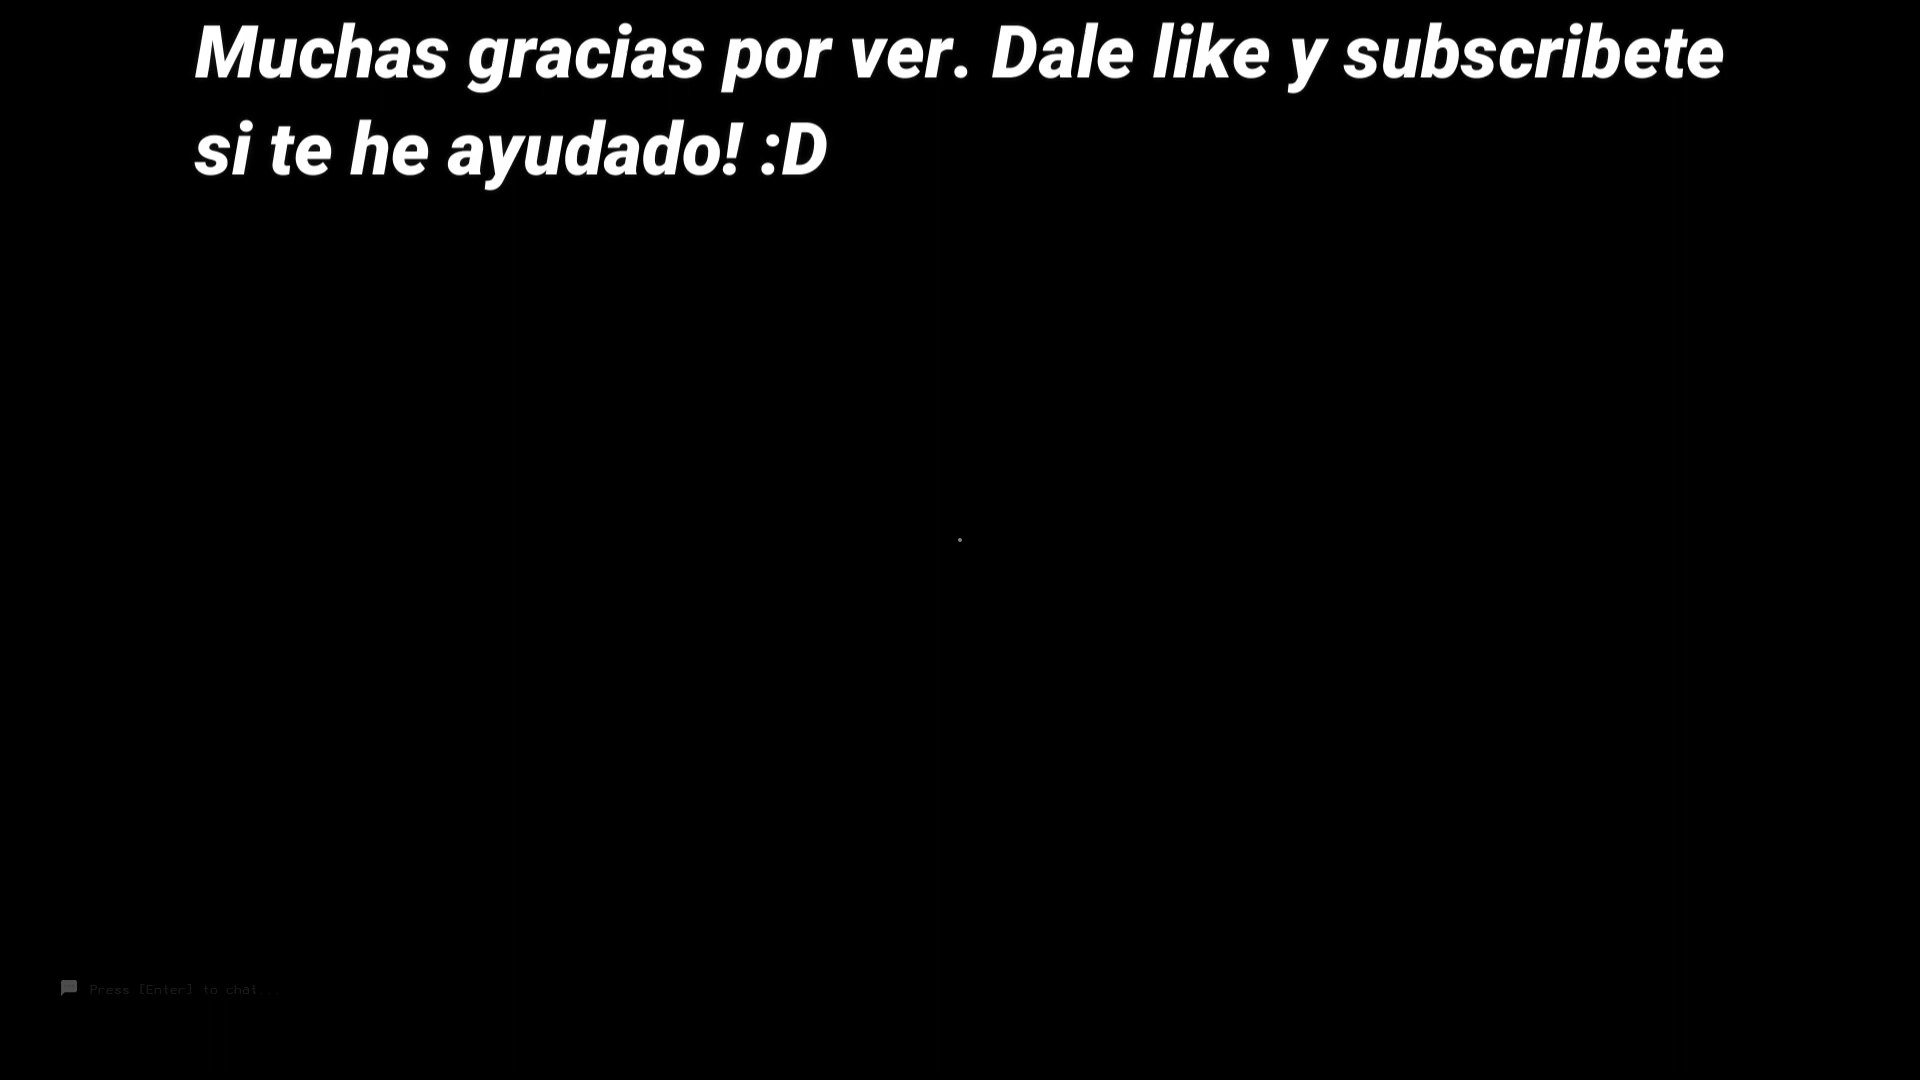 Muchas gracias por ver. Dale like y subscribete
si te he ayudado! :D
Press [Enter] to chat...